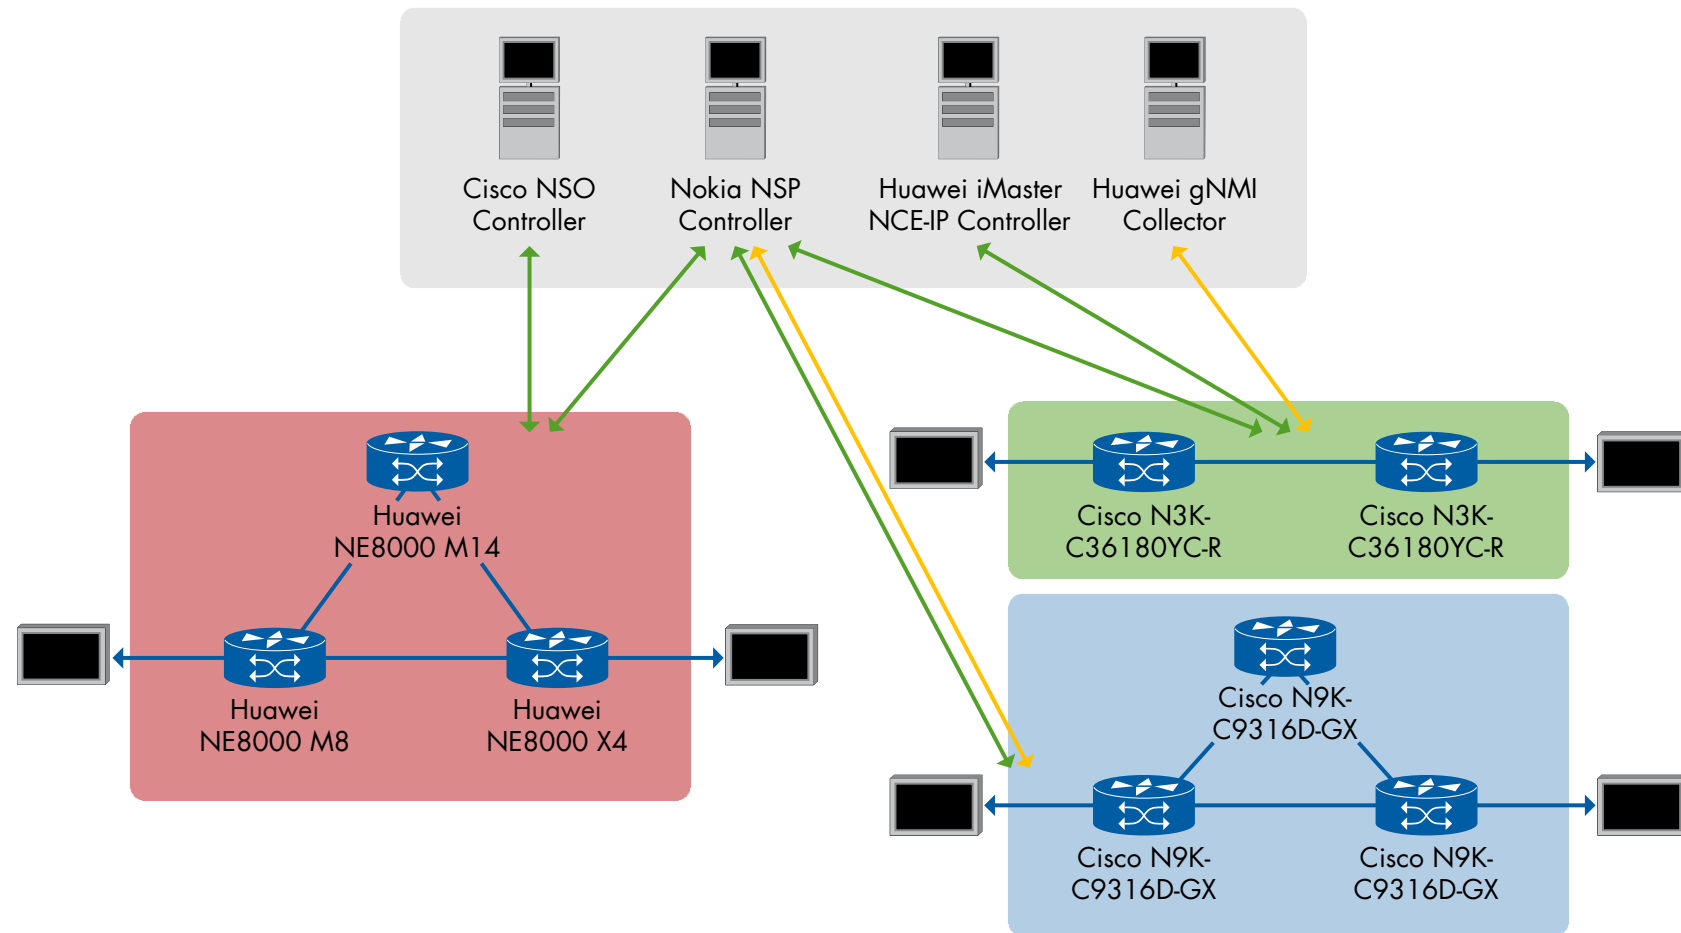 Cisco NSO
Controller
Nokia NSP
Controller
Huawei iMaster
NCE-IP Controller
Huawei gNMI
Collector
Huawei
NE8000 M14
Huawei
NE8000 M8
Huawei
NE8000 X4
Cisco N3K-
C36180YC-R
Cisco N3K-
C36180YC-R
Cisco N9K-
C9316D-GX
Cisco N9K-
C9316D-GX
Cisco N9K-
C9316D-GX